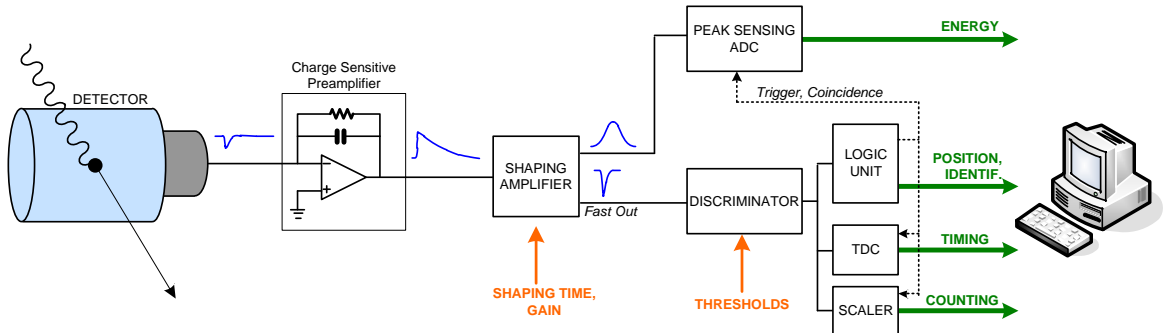 DETECTOR
Charge Sensitive
Preamplifier
SHAPING
AMPLIFIER
Fast Out
SHAPING TIME,
GAIN
PEAK SENSING
ADC
ENERGY
Trigger, Coincidence
DISCRIMINATOR
THRESHOLDS
LOGIC
UNIT
POSITION,
IDENTIF.
TDC
TIMING
SCALER
COUNTING